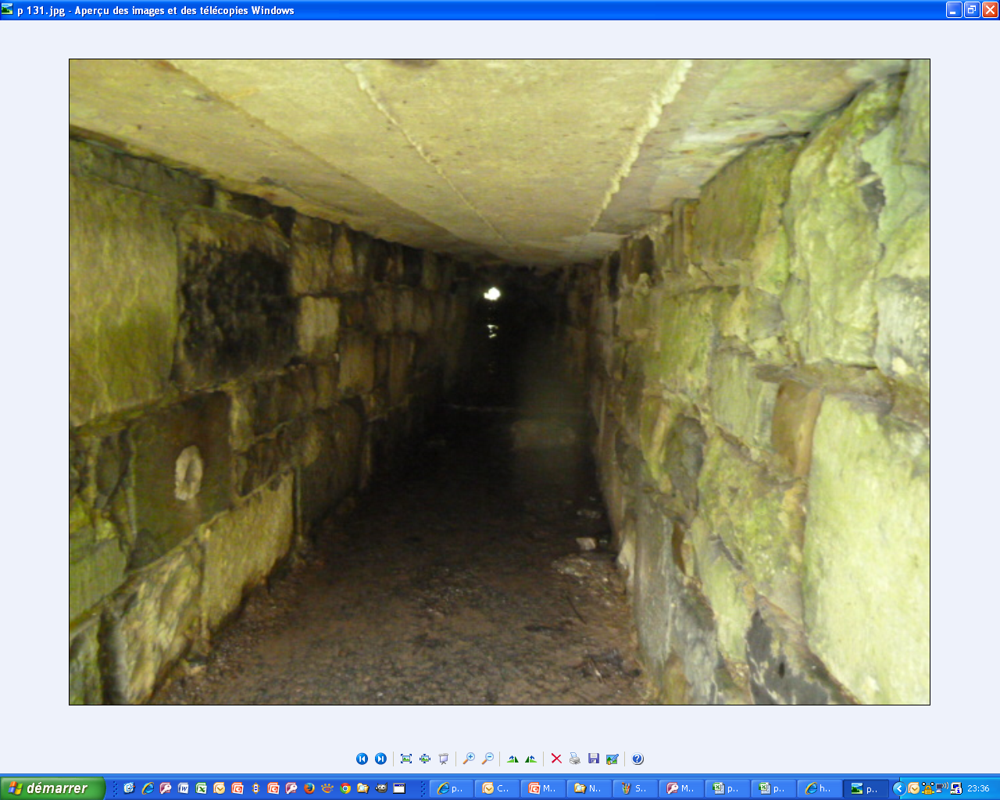 p 131.jpg - Aperçu des images et des télécopies Windows
démarrer
p..
C..
M..
N..
S..
M..
p..
p..
h..
p..
23:36